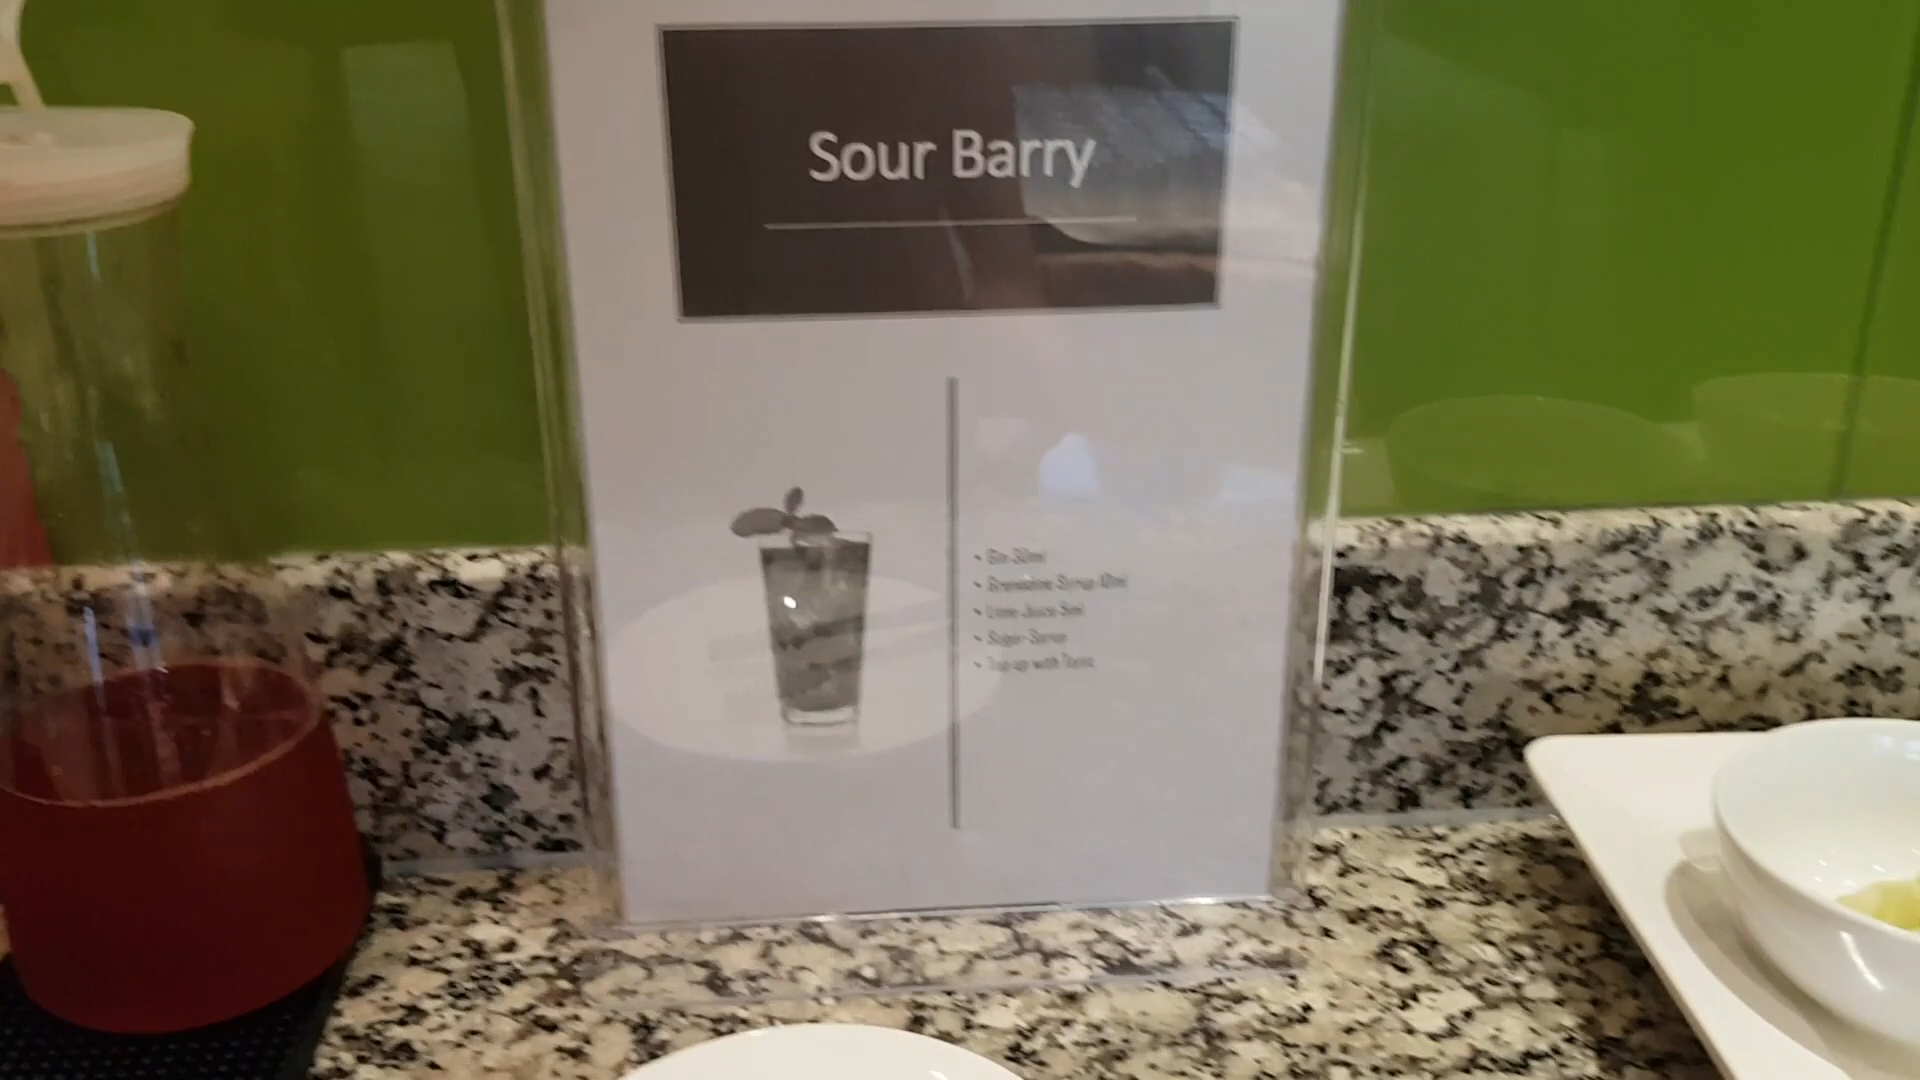 Sour Barry
• Gin 50ml
• Grenadine Syrup 10ml
• Lime Juice 5ml
• Sugar Syrup
• Top up with Tonic